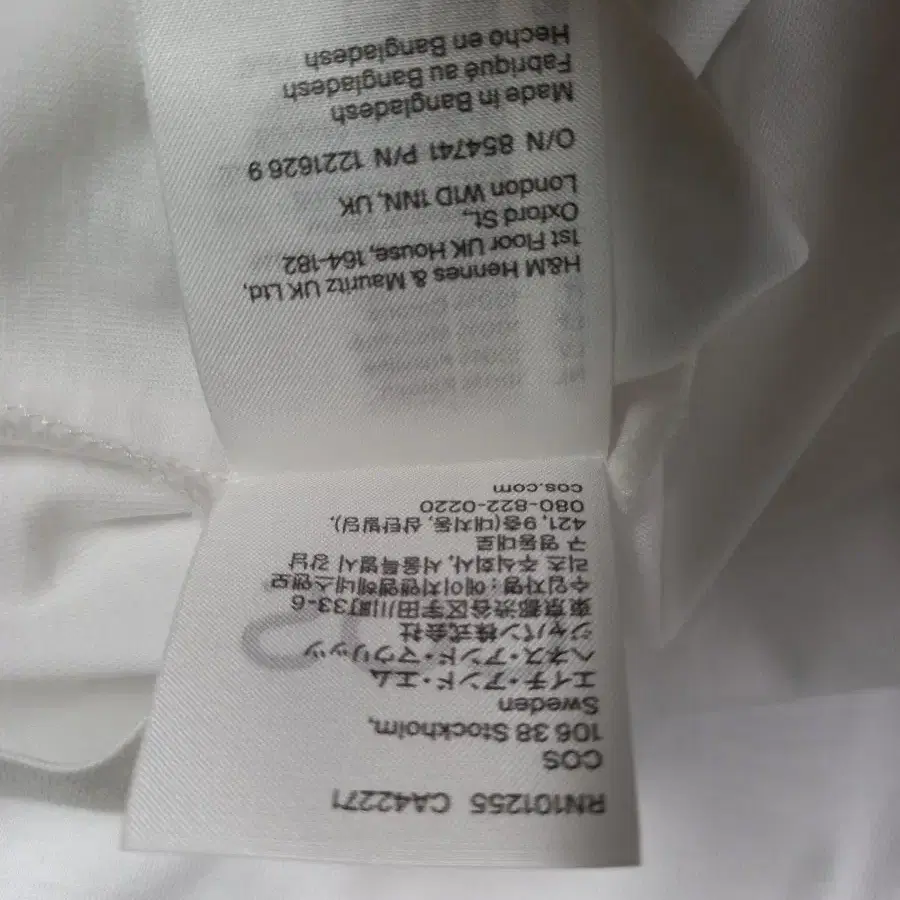 RN101255 CA42271
COS
106 38 Stockholm,
Sweden
エイチ・アンド・エム
ヘネス・アンド・マウリッツ
ジャパン株式会社
東京都渋谷区宇田川町33-6
수입자명 : 에이치앤엠헤네스앤모
리츠 주식회사, 서울특별시 강남
구 영동대로
421, 9층(대치동, 삼탄빌딩),
080-822-0220
cos.com
H&M Hennes & Mauritz UK Ltd,
1st Floor UK House, 164-182
Oxford St.,
London W1D 1NN, UK
O/N 854741 P/N 1221626 9
Made in Bangladesh
Fabriqué au Bangladesh
Hecho en Bangladesh